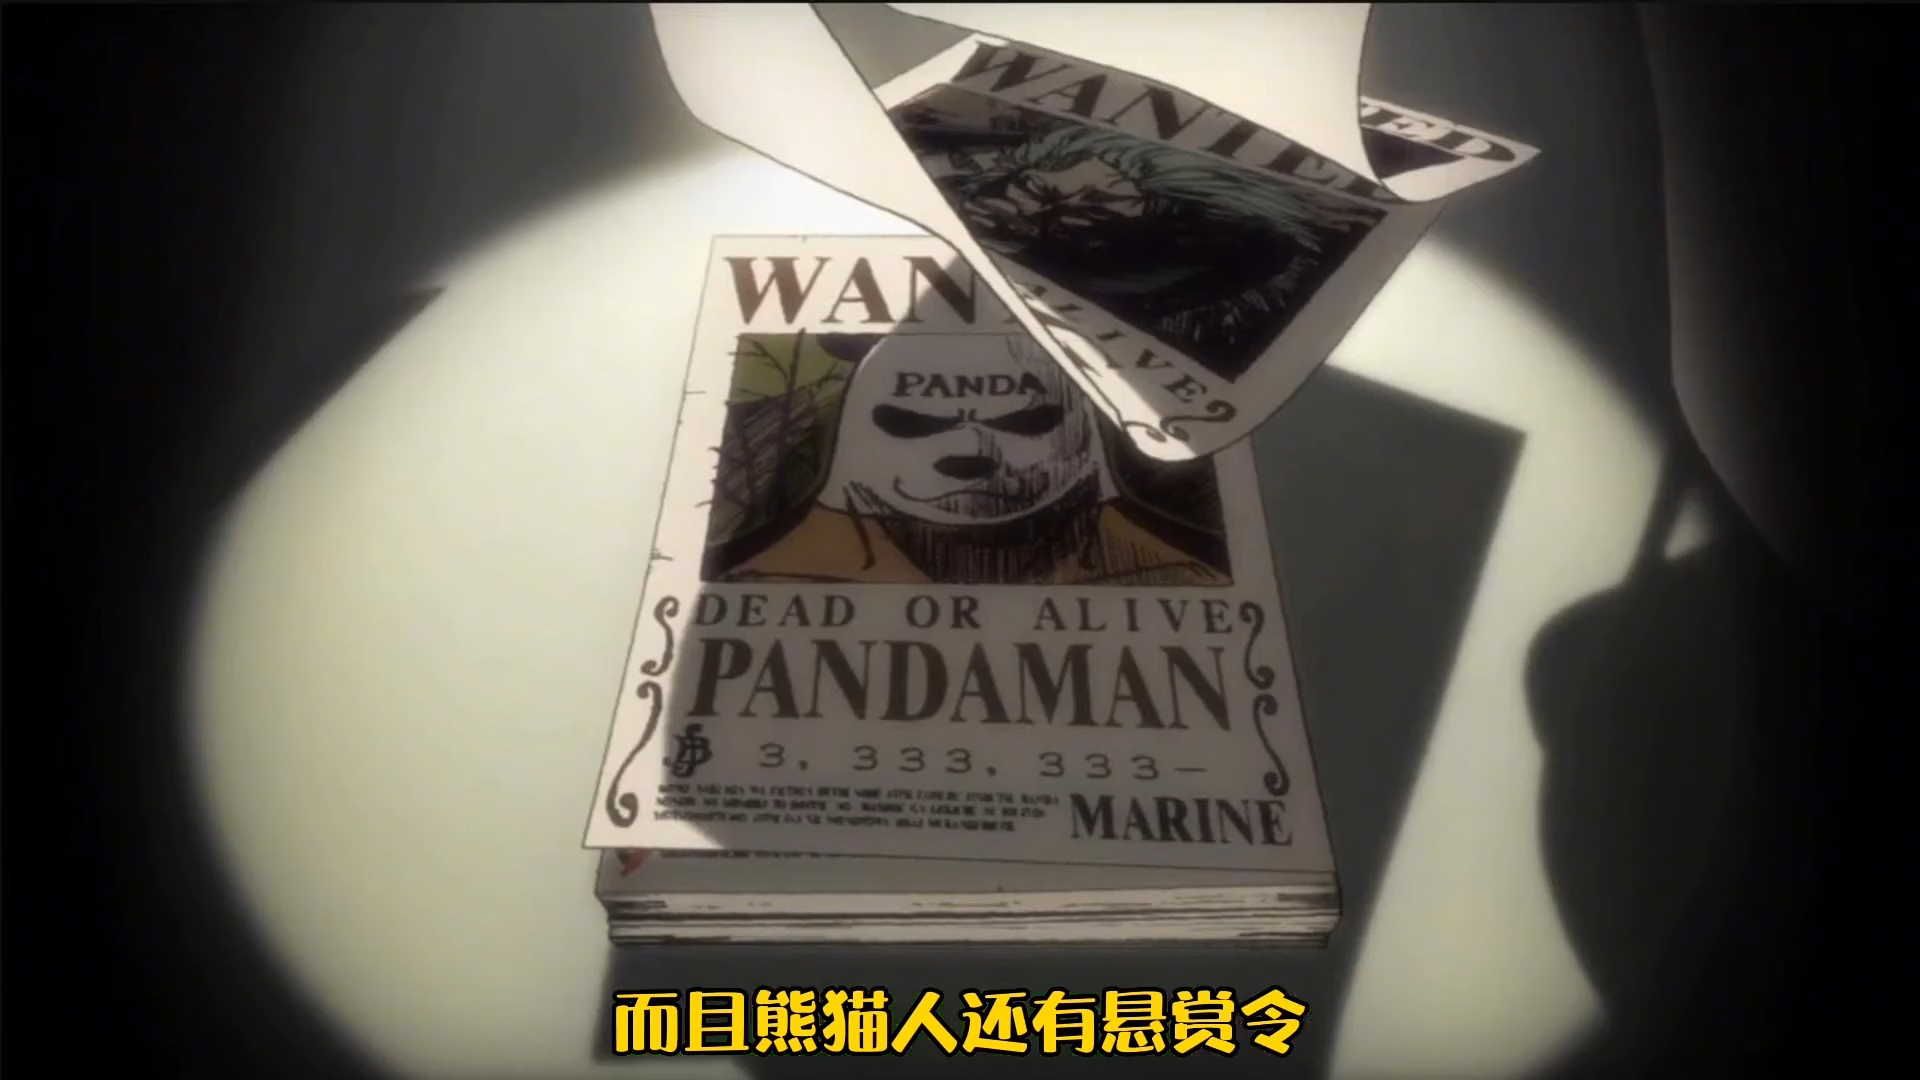 WANTED
ED
ALIVE
WAN
PANDA
DEAD OR ALIVE
PANDAMAN
3,333,333-
MARINE
而且熊猫人还有悬赏令